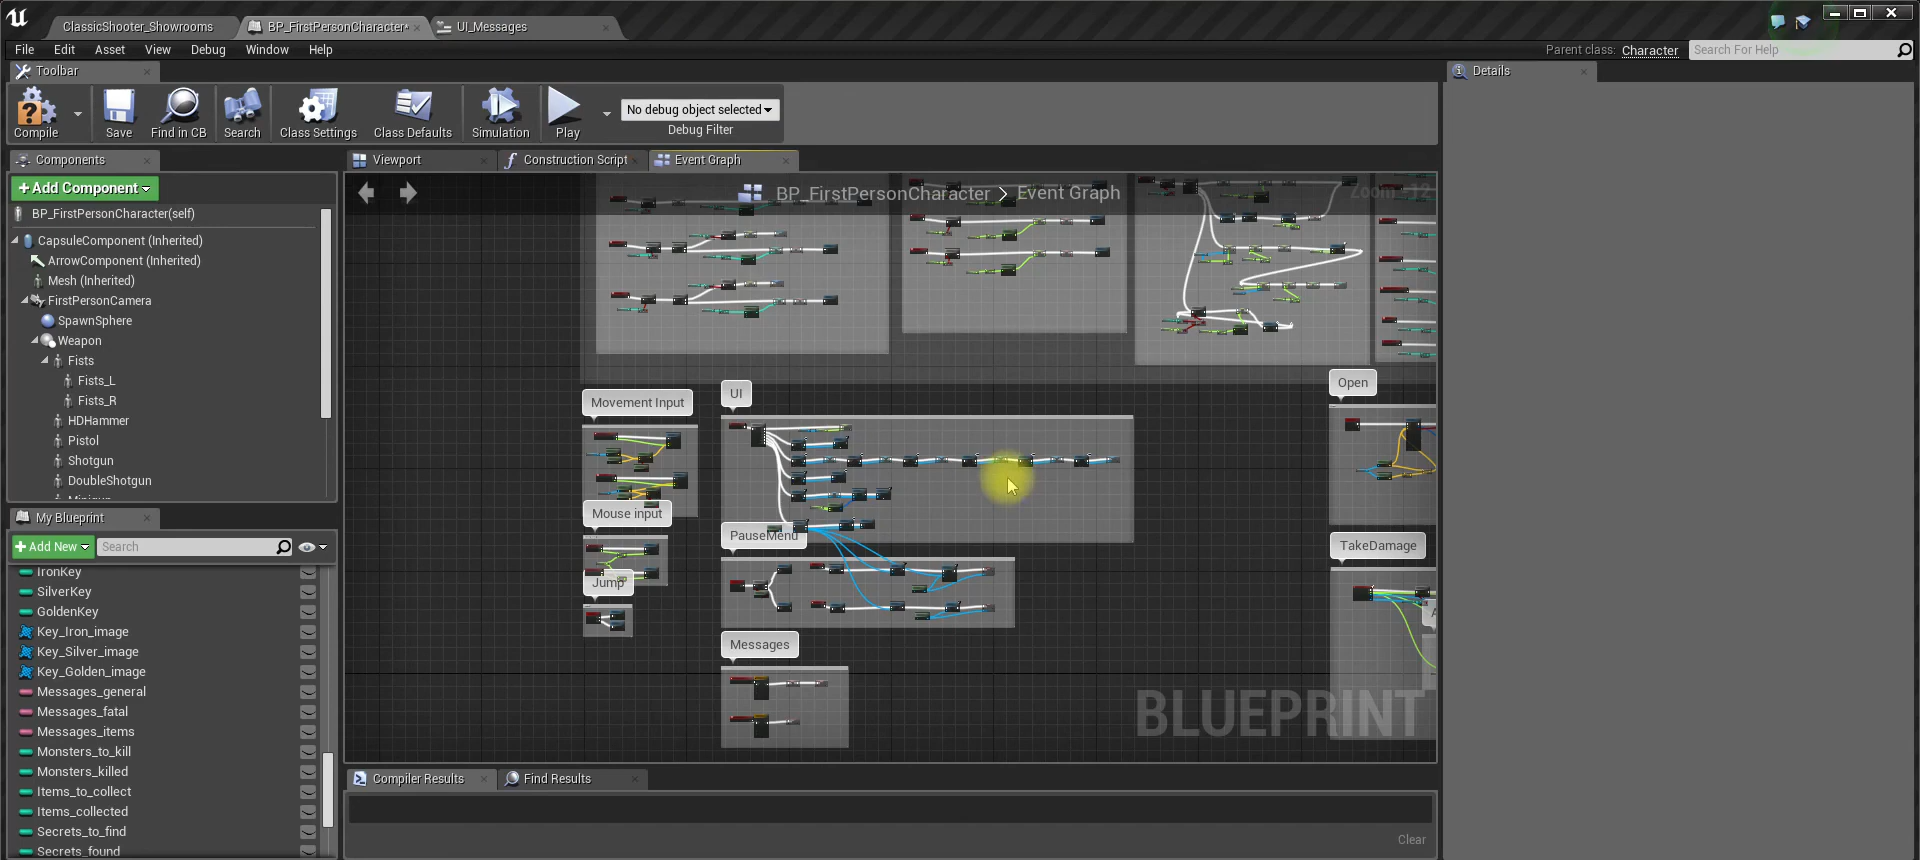 ClassicShooter_Showrooms
BP_FirstPersonCharacter*
UI_Messages
File Edit Asset View Debug Window Help
Parent class: Character
Search For Help
Toolbar
Details
Compile
Save
Find in CB
Search
Class Settings
Class Defaults
Simulation
Play
No debug object selected
Debug Filter
Components
Viewport
Construction Script
Event Graph
+Add Component
BP_FirstPersonCharacter > Event Graph
BP_FirstPersonCharacter(self)
CapsuleComponent (Inherited)
ArrowComponent (Inherited)
Mesh (Inherited)
FirstPersonCamera
SpawnSphere
Weapon
Fists
Fists_L
Fists_R
HDHammer
Pistol
Shotgun
DoubleShotgun
Minigun
Zoom -12
Movement Input
UI
Open
Mouse input
PauseMenu
TakeDamage
Jump
Messages
BLUEPRINT
My Blueprint
+Add New
Search
IronKey
SilverKey
GoldenKey
Key_Iron_image
Key_Silver_image
Key_Golden_image
Messages_general
Messages_fatal
Messages_items
Monsters_to_kill
Monsters_killed
Items_to_collect
Items_collected
Secrets_to_find
Secrets_found
Compiler Results
Find Results
Clear